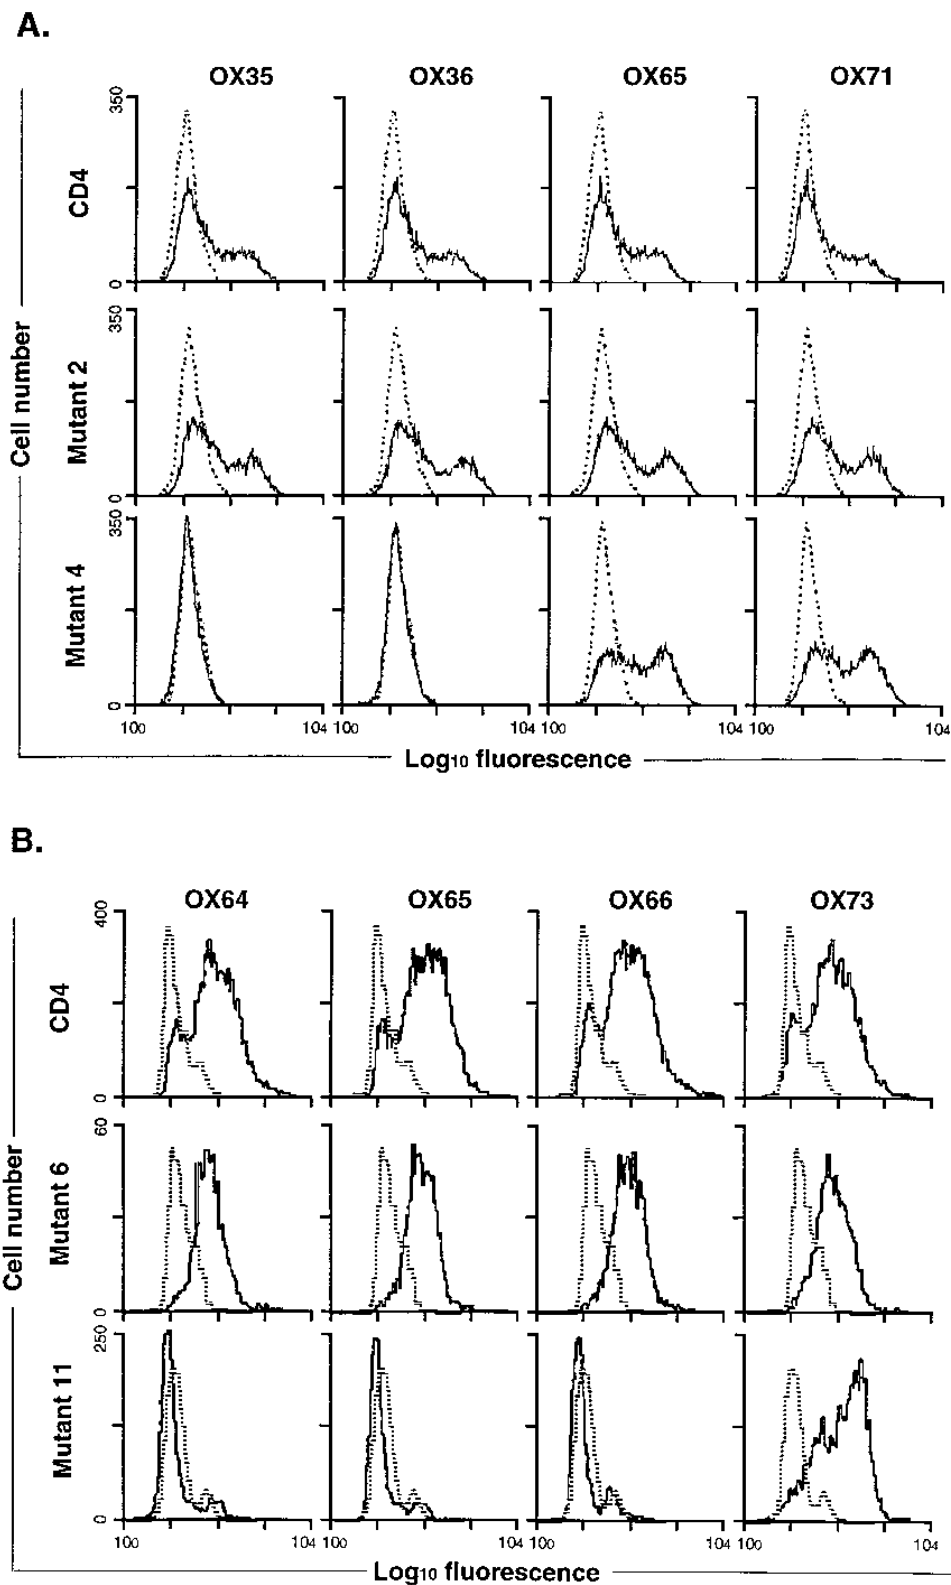 A.
OX35 OX36 OX65 OX71
350
CD4
0
350
Mutant 2
0
350
Mutant 4
0
Cell number
100 104 100 104 100 104 100 104
Log10 fluorescence
B.
OX64 OX65 OX66 OX73
400
CD4
0
60
Mutant 6
0
250
Mutant 11
0
Cell number
100 104 100 104 100 104 100 104
Log10 fluorescence